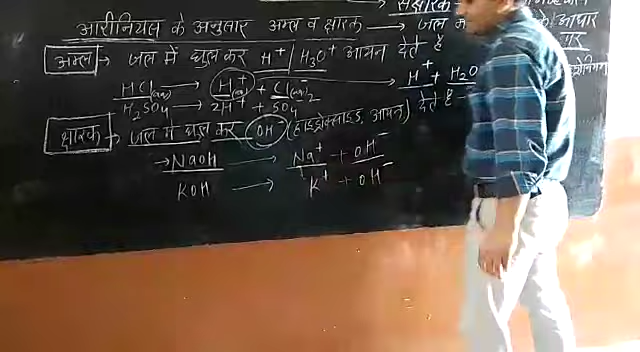 संक्षारक
आरीनियस के अनुसार अम्ल व क्षारक → जल
अम्ल → जल में घुल कर H⁺/H₃O⁺ आयन देते है
HCl(aq) → H⁺(aq) + Cl(aq)⁻ → H⁺ + H₂O
H₂SO₄ → 2H⁺ + SO₄⁻
क्षारक → जल में घुल कर OH⁻ (हाइड्रोक्साइड आयन) देते है
→ NaOH → Na⁺ + OH⁻
KOH → K⁺ + OH⁻